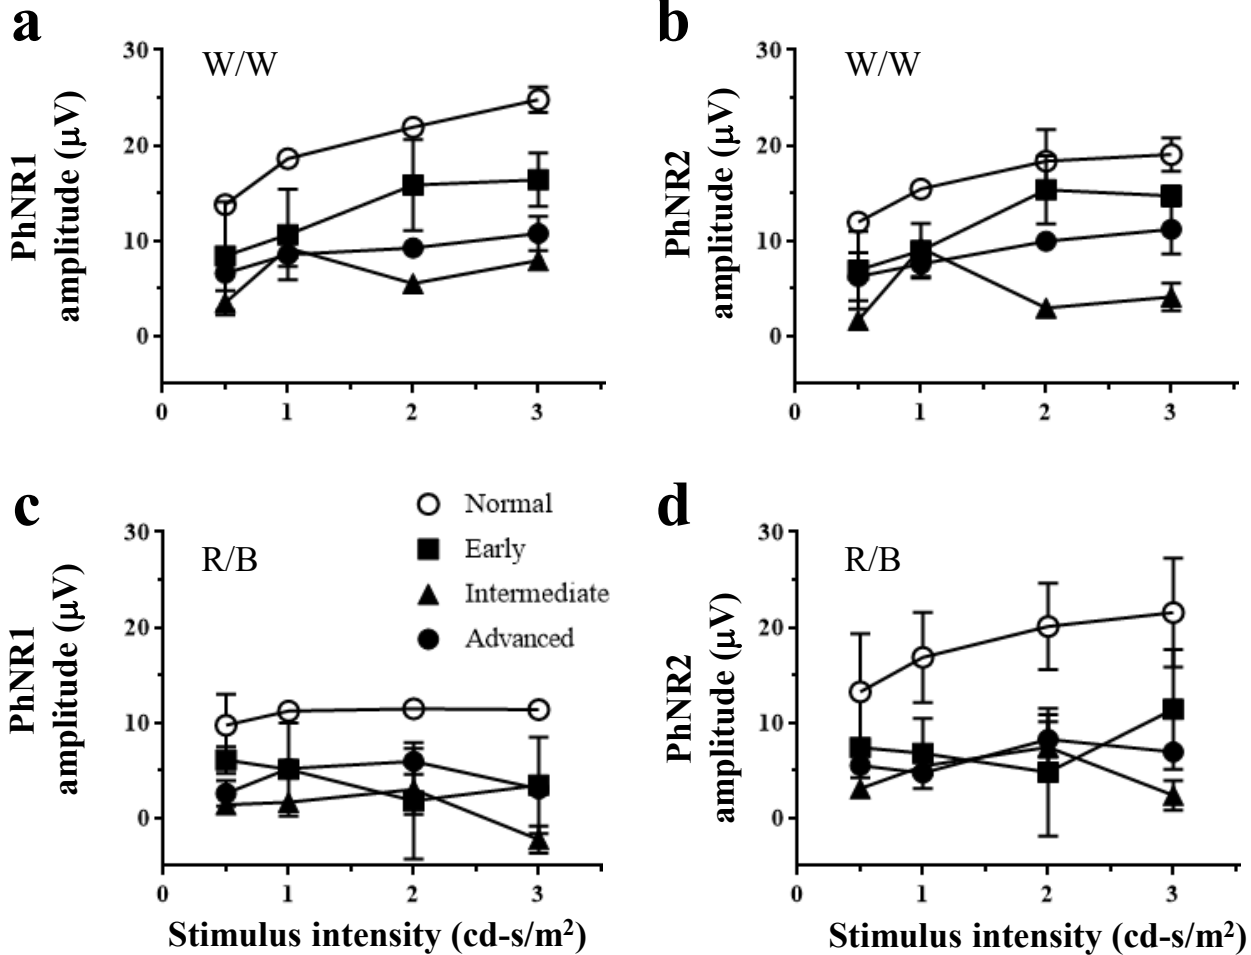 a
W/W
PhNR1
amplitude (μV)
30
20
10
0
0 1 2 3
b
W/W
PhNR2
amplitude (μV)
30
20
10
0
0 1 2 3
c
R/B
Normal
Early
Intermediate
Advanced
PhNR1
amplitude (μV)
30
20
10
0
0 1 2 3
Stimulus intensity (cd-s/m²)
d
R/B
PhNR2
amplitude (μV)
30
20
10
0
0 1 2 3
Stimulus intensity (cd-s/m²)